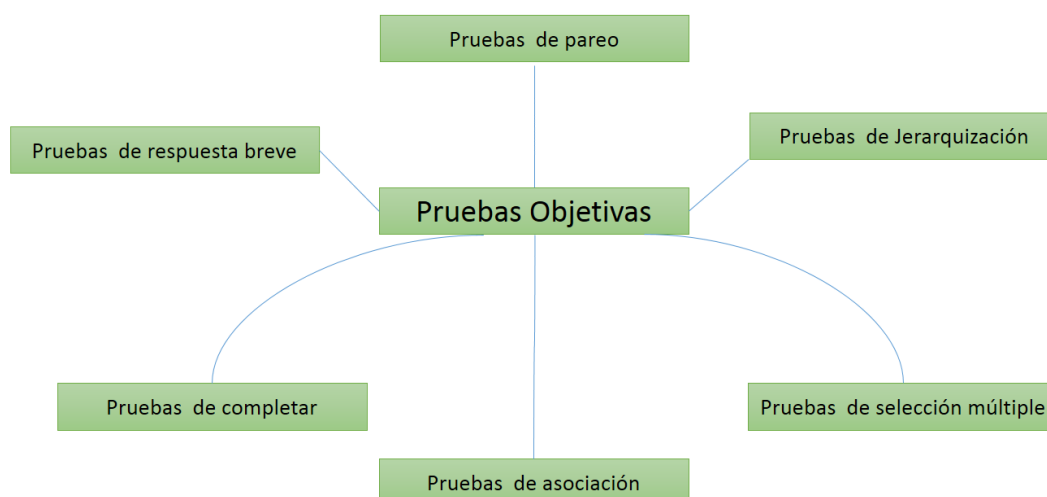 Pruebas de pareo
Pruebas de Jerarquización
Pruebas de respuesta breve
Pruebas Objetivas
Pruebas de completar
Pruebas de selección múltiple
Pruebas de asociación